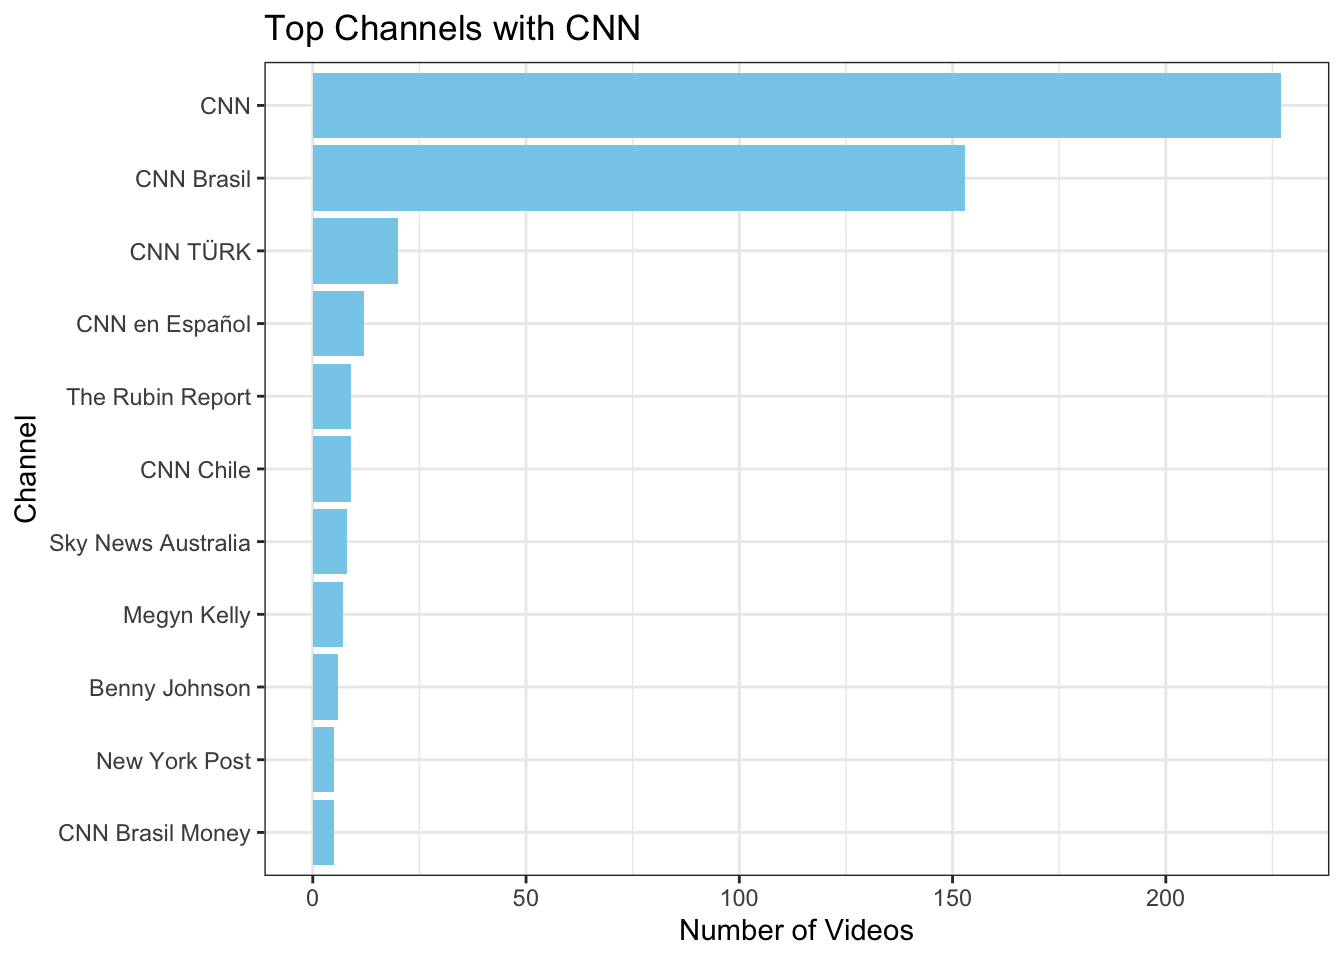 Top Channels with CNN
CNN
CNN Brasil
CNN TÜRK
CNN en Español
The Rubin Report
CNN Chile
Sky News Australia
Megyn Kelly
Benny Johnson
New York Post
CNN Brasil Money
Channel
0 50 100 150 200
Number of Videos